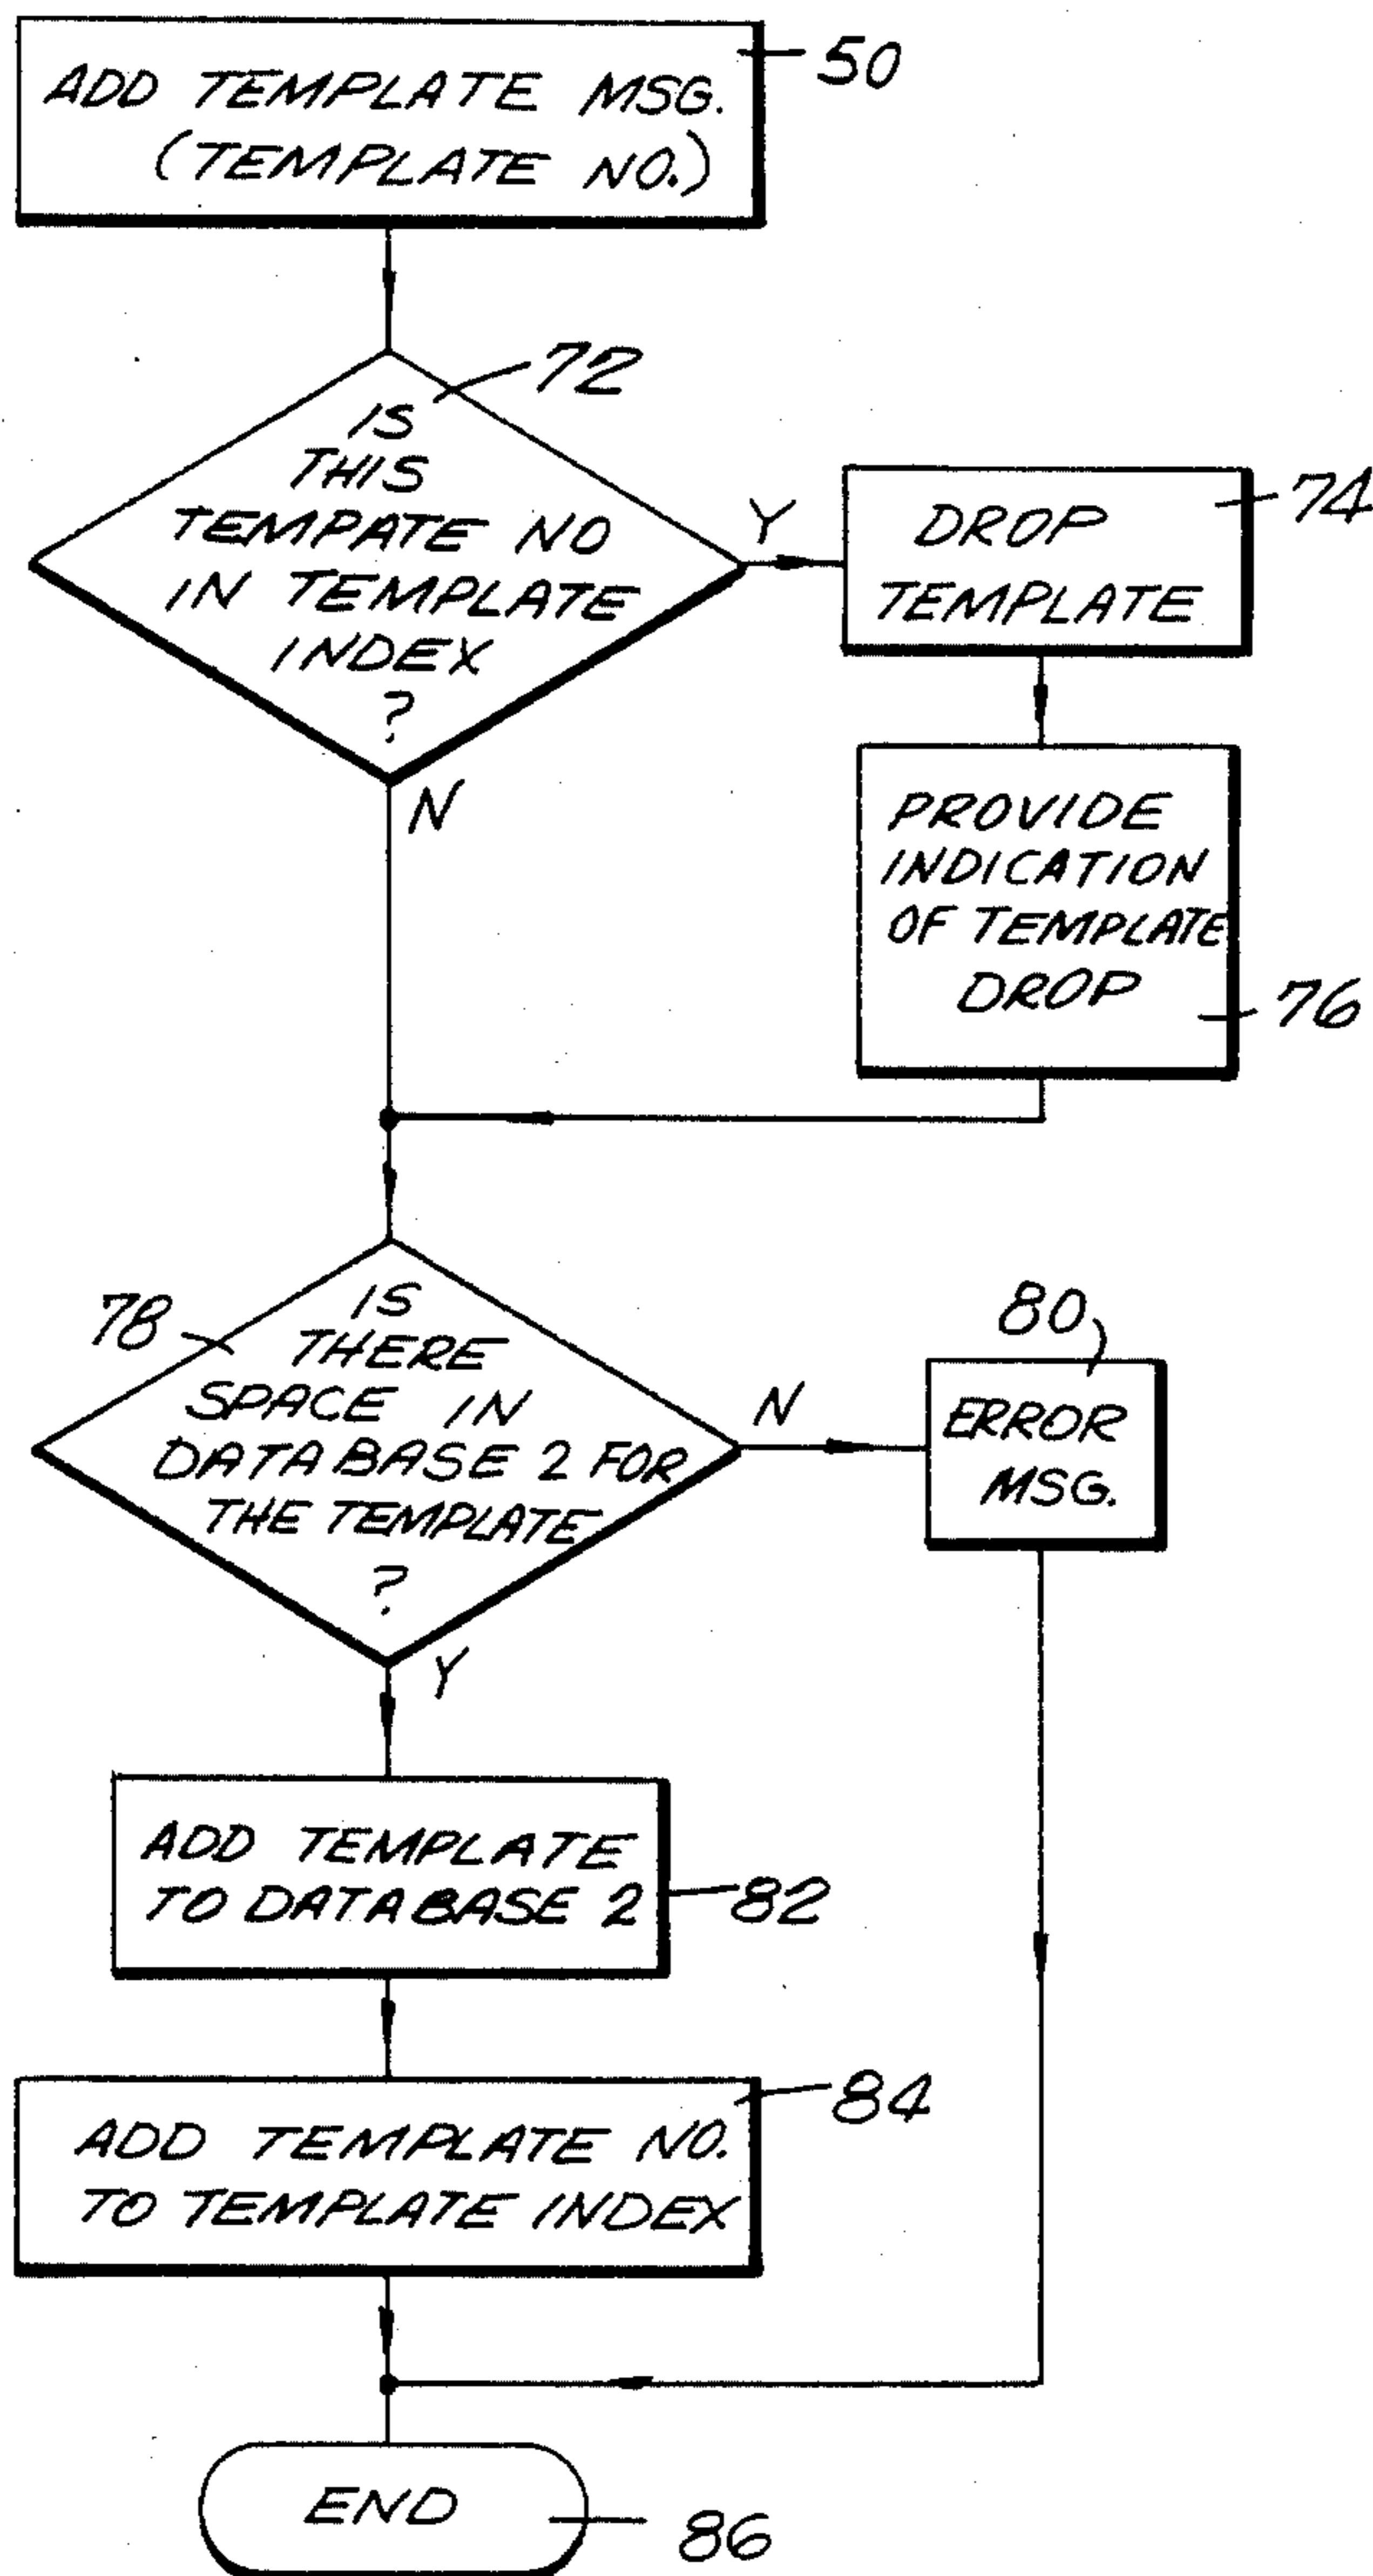 ADD TEMPLATE MSG.
(TEMPLATE NO.)
50
72
IS
THIS
TEMPATE NO
IN TEMPLATE
INDEX
?
Y
N
DROP
TEMPLATE
74
PROVIDE
INDICATION
OF TEMPLATE
DROP
76
78
IS
THERE
SPACE IN
DATABASE 2 FOR
THE TEMPLATE
?
N
Y
80
ERROR
MSG.
ADD TEMPLATE
TO DATABASE 2
82
ADD TEMPLATE NO.
TO TEMPLATE INDEX
84
END
86